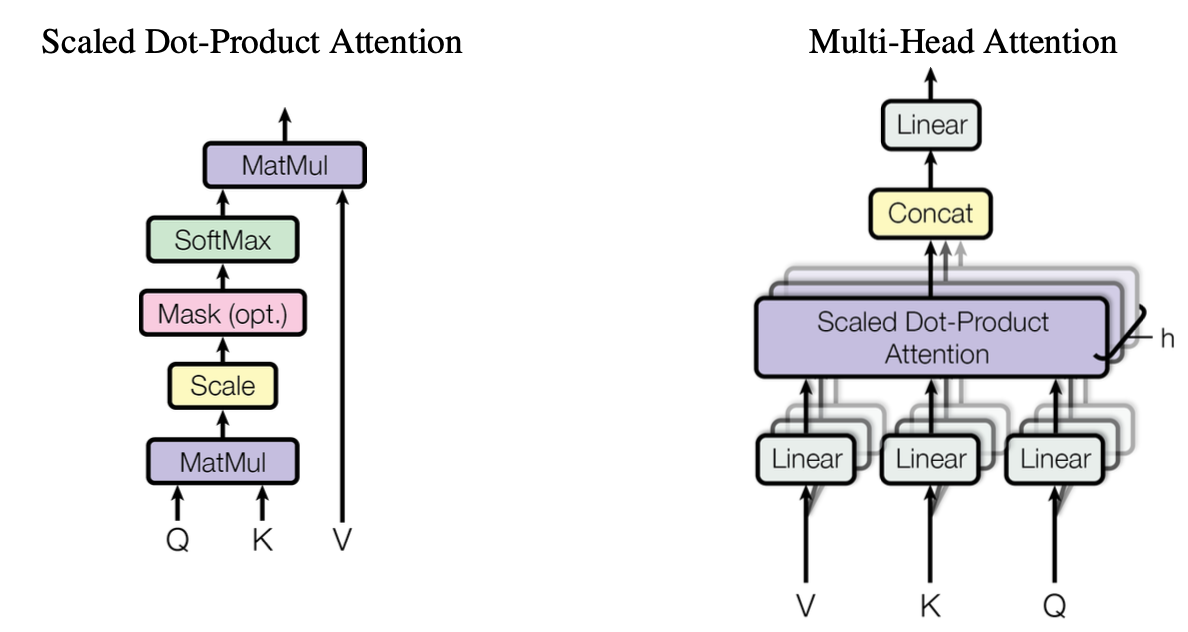 Scaled Dot-Product Attention
MatMul
SoftMax
Mask (opt.)
Scale
MatMul
Q K V
Multi-Head Attention
Linear
Concat
Scaled Dot-Product
Attention
h
Linear Linear Linear
V K Q